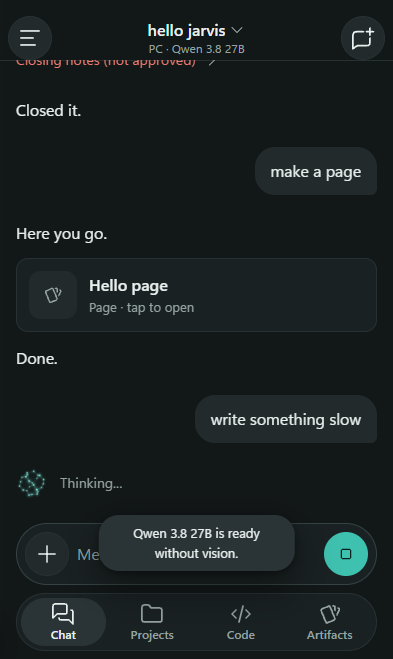 hello jarvis
PC · Qwen 3.8 27B
Closing notes (not approved)
Closed it.
make a page
Here you go.
Hello page
Page · tap to open
Done.
write something slow
Thinking...
Me
Qwen 3.8 27B is ready
without vision.
Chat
Projects
Code
Artifacts